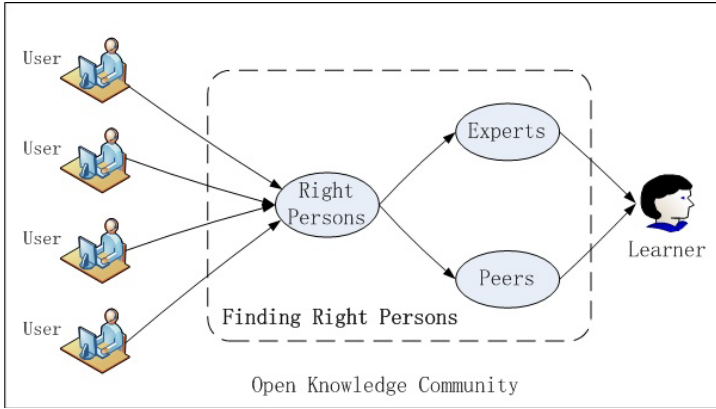 User
User
User
User
Right
Persons
Experts
Peers
Learner
Finding Right Persons
Open Knowledge Community